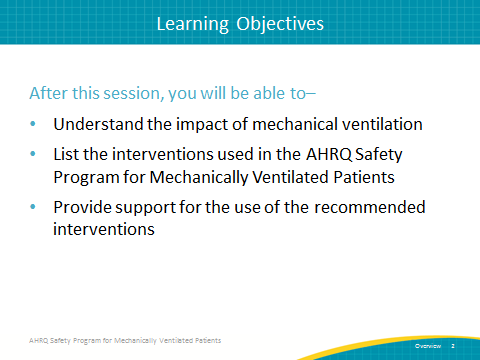 Learning Objectives
After this session, you will be able to–
• Understand the impact of mechanical ventilation
• List the interventions used in the AHRQ Safety
Program for Mechanically Ventilated Patients
• Provide support for the use of the recommended
interventions
AHRQ Safety Program for Mechanically Ventilated Patients
Overview 2